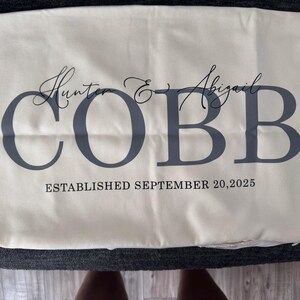 Hunter & Abigail
COBB
ESTABLISHED SEPTEMBER 20,2025